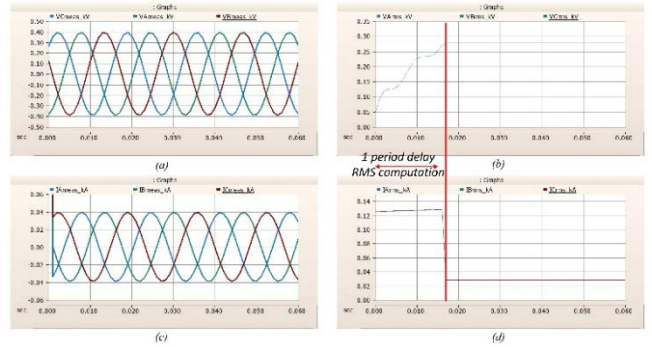 : Graphs
VCmeas_kV VAmeas_kV VBmeas_kV
0.50
0.40
0.30
0.20
0.10
0.00
-0.10
-0.20
-0.30
-0.40
-0.50
sec 0.000 0.010 0.020 0.030 0.040 0.050 0.060
(a)
: Graphs
VArms_kV VBrms_kV VCrms_kV
0.35
0.30
0.25
0.20
0.15
0.10
0.05
0.00
sec 0.000 0.010 0.020 0.030 0.040 0.050 0.060
(b)
1 period delay
RMS computation
: Graphs
IAmeas_kA IBmeas_kA ICmeas_kA
0.06
0.04
0.02
0.00
-0.02
-0.04
-0.06
sec 0.000 0.010 0.020 0.030 0.040 0.050 0.060
(c)
: Graphs
IArms_kA IBrms_kA ICrms_kA
0.14
0.12
0.10
0.08
0.06
0.04
0.02
0.00
sec 0.000 0.010 0.020 0.030 0.040 0.050 0.060
(d)